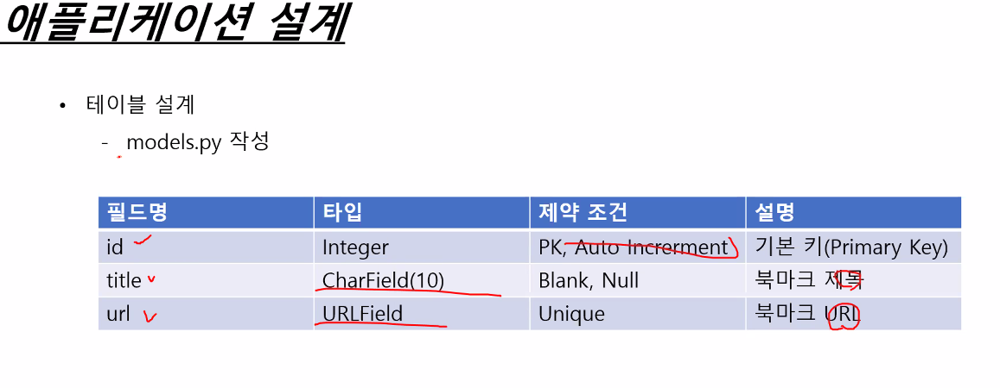 애플리케이션 설계
• 테이블 설계
- models.py 작성
필드명 타입 제약 조건 설명
id Integer PK, Auto Increrment 기본 키(Primary Key)
title CharField(10) Blank, Null 북마크 제목
url URLField Unique 북마크 URL